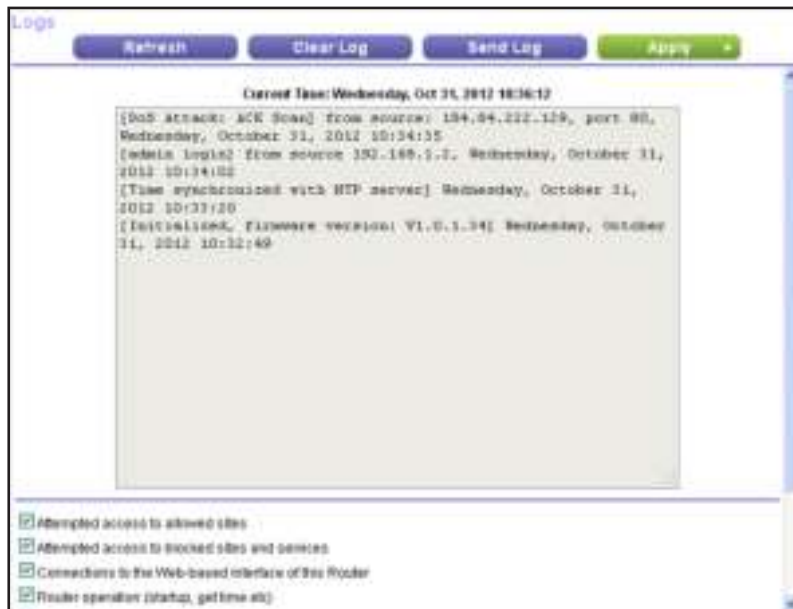 Logs
Refresh Clear Log Send Log Apply
Current Time: Wednesday, Oct 31, 2012 10:36:12
[DoS attack: ACK Scan] from source: 184.84.222.129, port 80,
Wednesday, October 31, 2012 10:34:35
[admin login] from source 192.168.1.2, Wednesday, October 31,
2012 10:34:02
[Time synchronized with NTP server] Wednesday, October 31,
2012 10:33:20
[Initialized, firmware version: V1.0.1.34] Wednesday, October
31, 2012 10:32:49
Attempted access to allowed sites
Attempted access to blocked sites and services
Connections to the Web-based interface of this Router
Router operation (startup, get time etc)